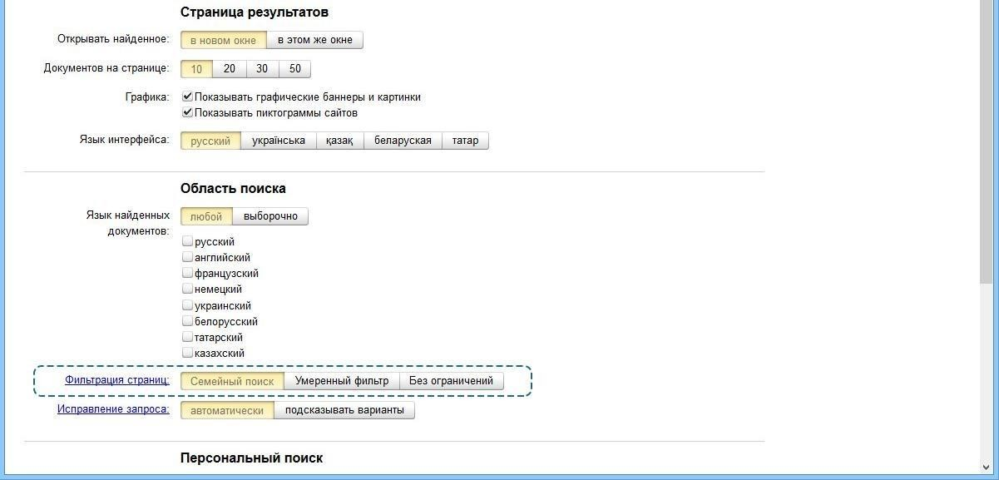 Страница результатов
Открывать найденное: в новом окне в этом же окне
Документов на странице: 10 20 30 50
Графика: Показывать графические баннеры и картинки
Показывать пиктограммы сайтов
Язык интерфейса: русский українська қазақ беларуская татар
Область поиска
Язык найденных документов: любой выборочно
русский
английский
французский
немецкий
украинский
белорусский
татарский
казахский
Фильтрация страниц: Семейный поиск Умеренный фильтр Без ограничений
Исправление запроса: автоматически подсказывать варианты
Персональный поиск